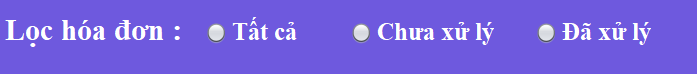 Lọc hóa đơn : Tất cả Chưa xử lý Đã xử lý